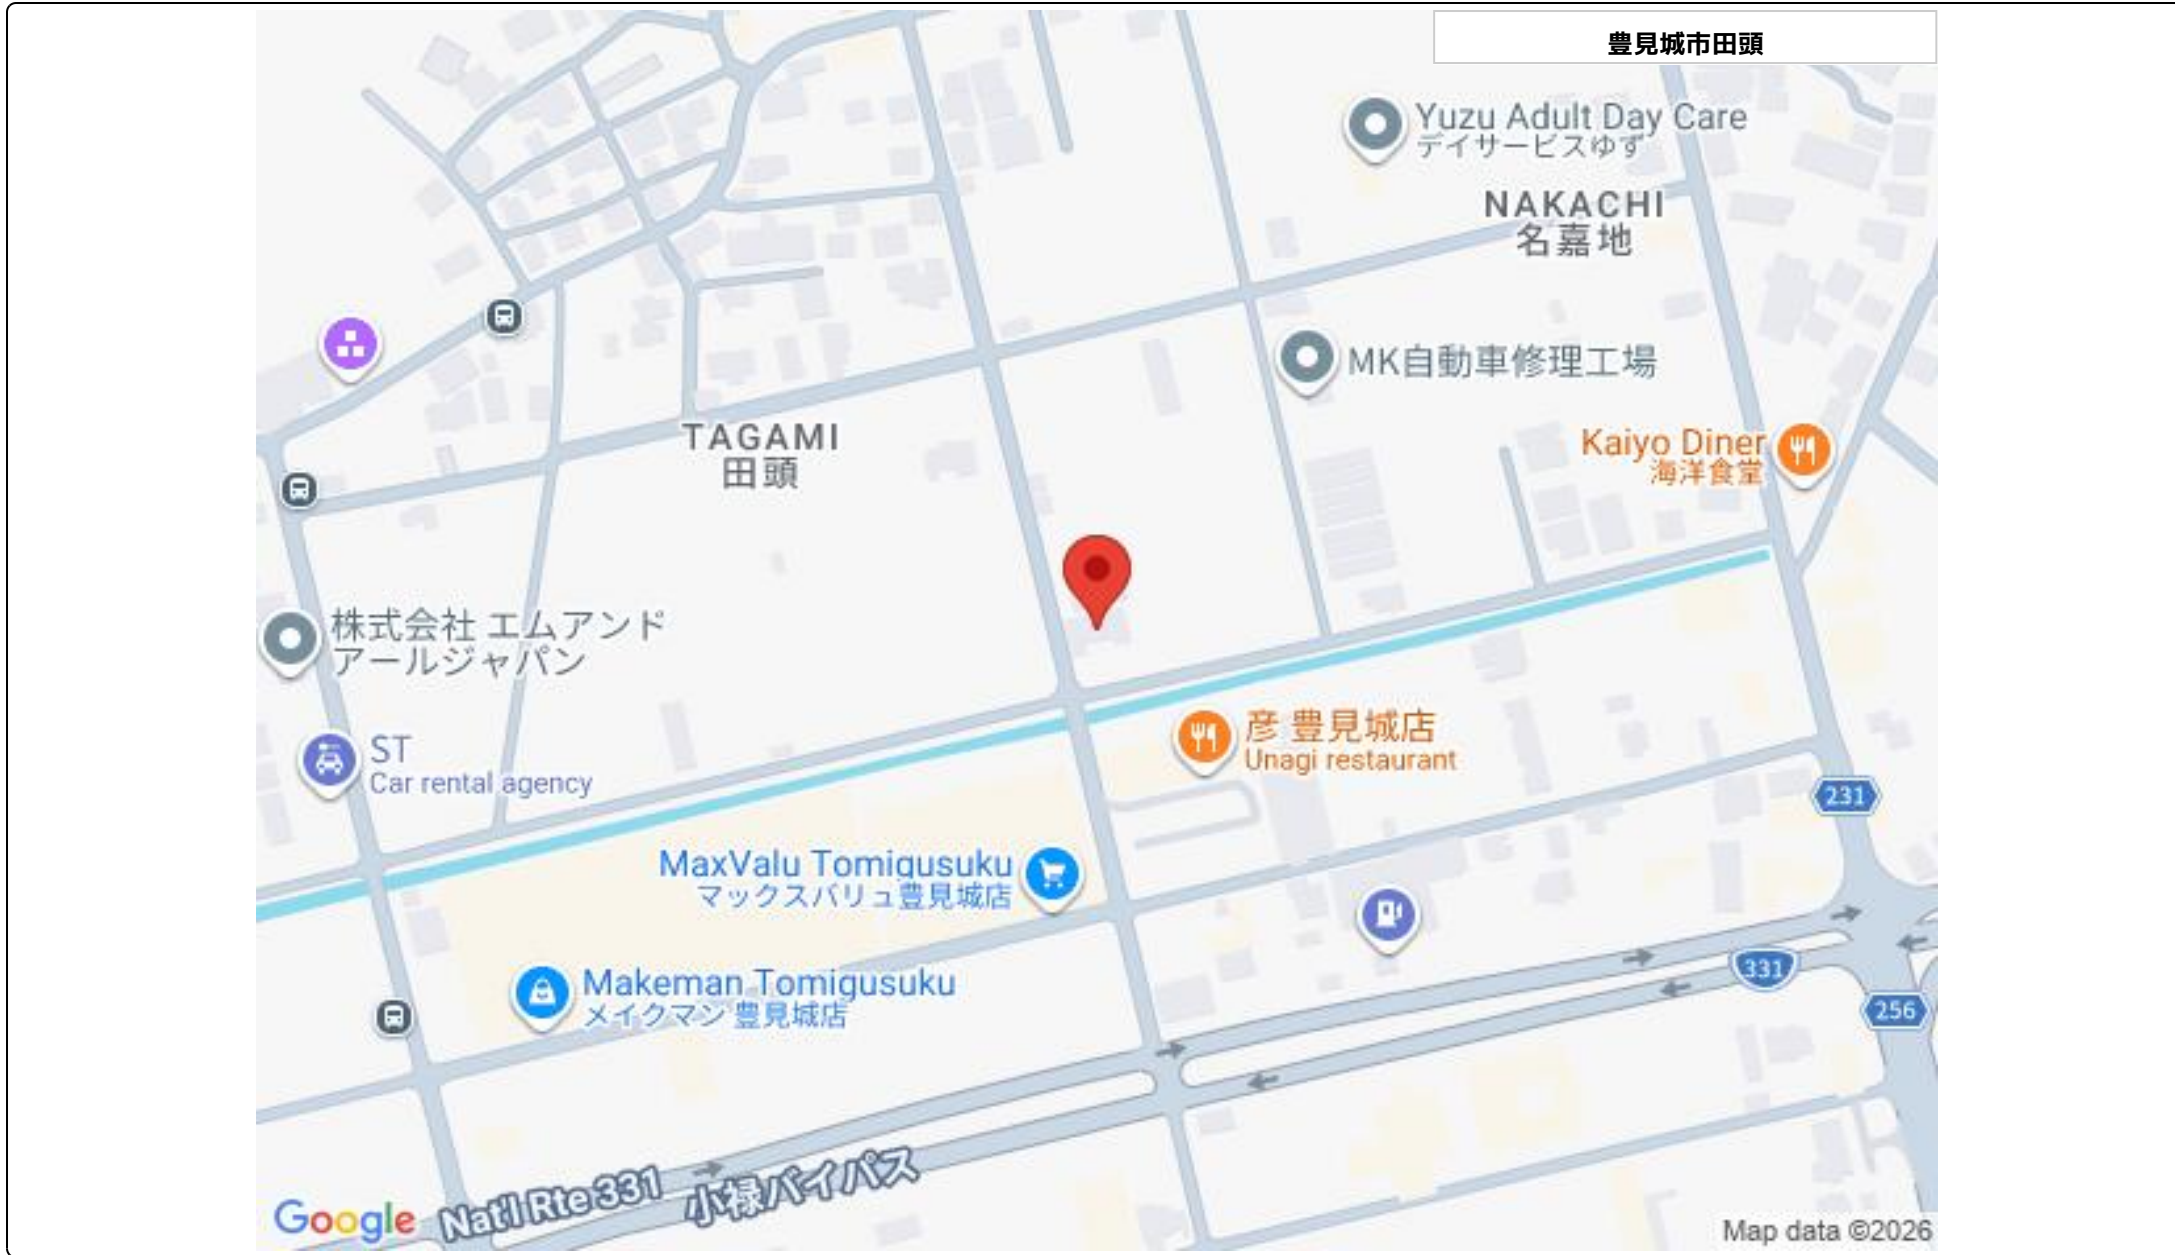 豊見城市田頭
Yuzu Adult Day Care
デイサービスゆず
NAKACHI
名嘉地
MK自動車修理工場
TAGAMI
田頭
Kaiyo Diner
海洋食堂
株式会社 エムアンド
アールジャパン
ST
Car rental agency
彦 豊見城店
Unagi restaurant
231
MaxValu Tomigusuku
マックスバリュ豊見城店
331
Makeman Tomigusuku
メイクマン 豊見城店
256
Nat'l Rte 331
小禄バイパス
Google
Map data ©2026